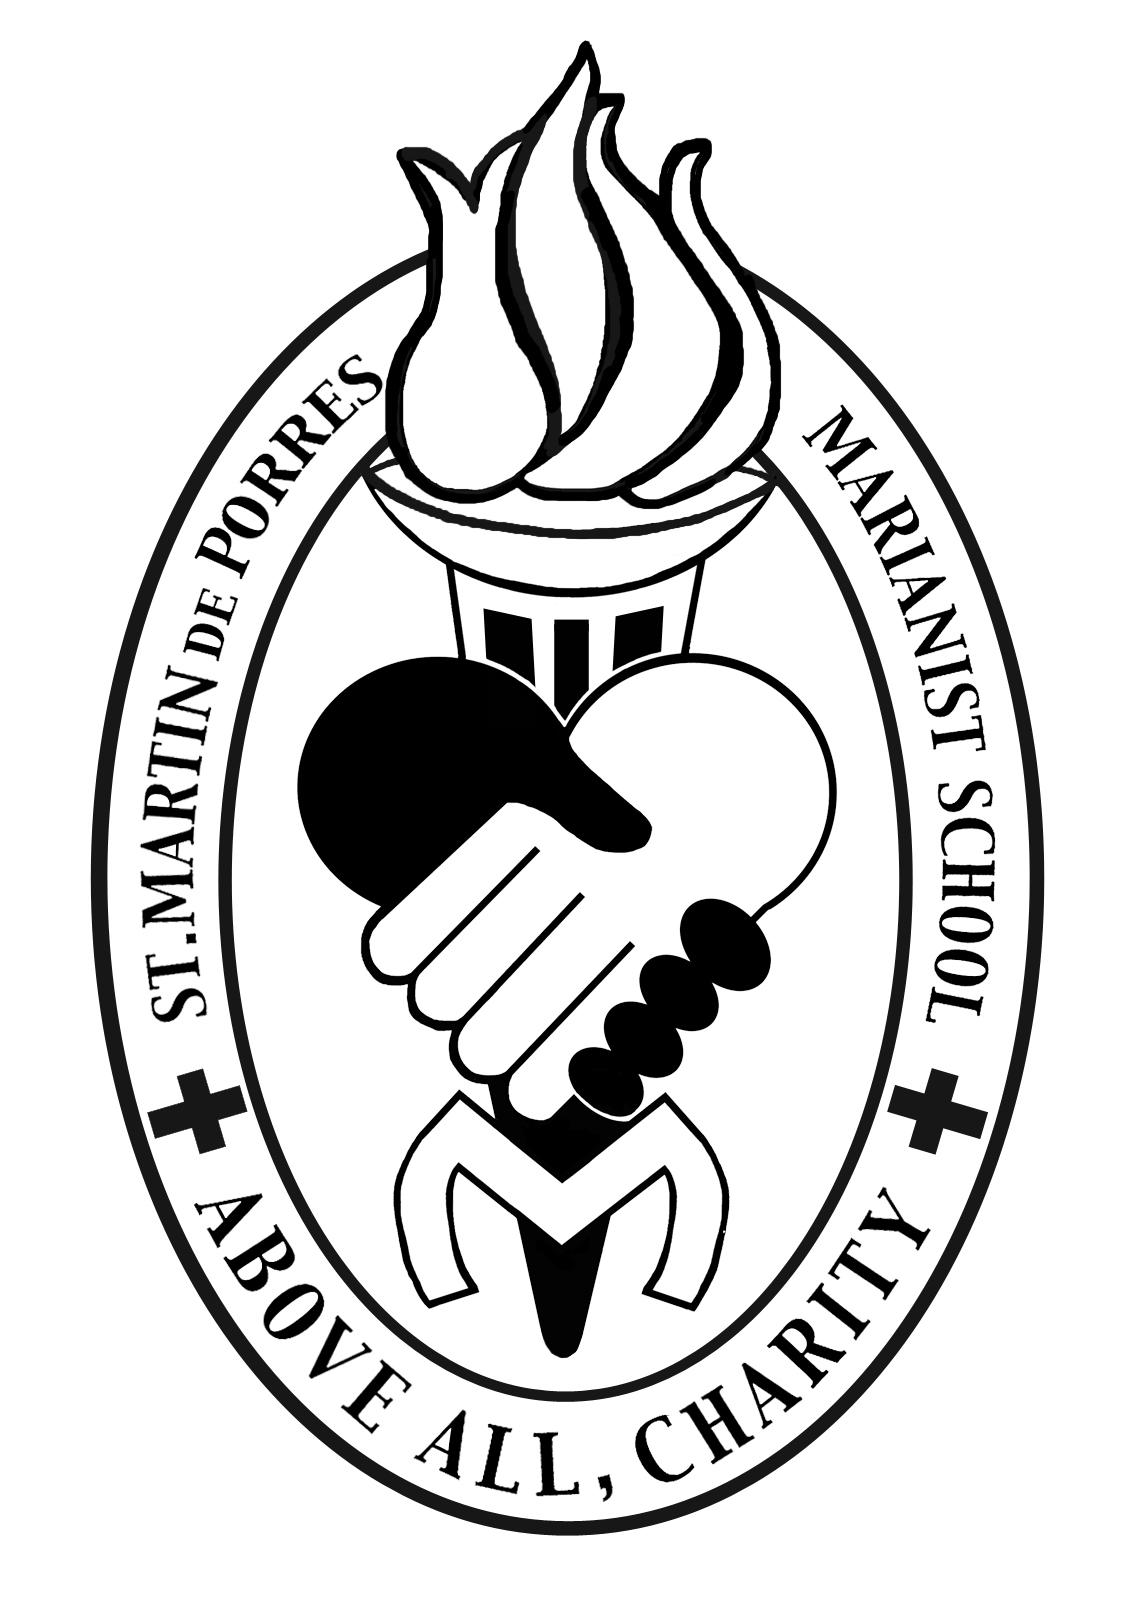 ST.MARTIN DE PORRES
MARIANIST SCHOOL
ABOVE ALL, CHARITY